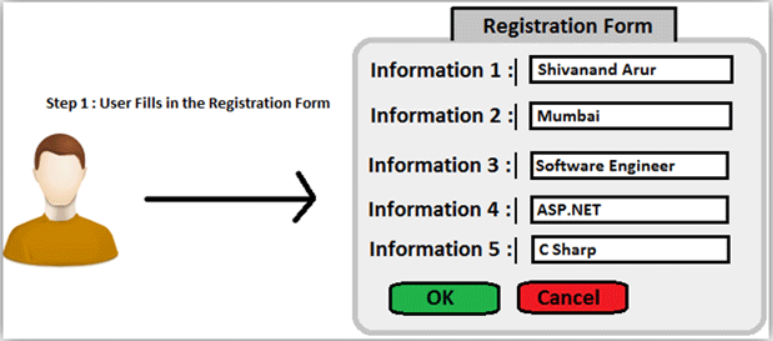 Registration Form
Step 1 : User Fills in the Registration Form
Information 1 : Shivanand Arur
Information 2 : Mumbai
Information 3 : Software Engineer
Information 4 : ASP.NET
Information 5 : C Sharp
OK Cancel